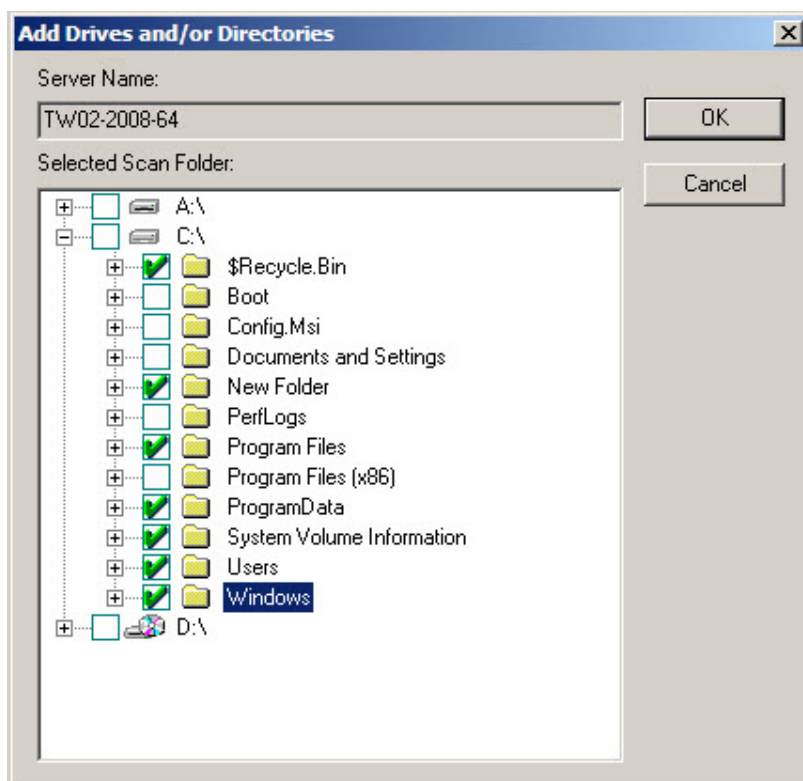 Add Drives and/or Directories
Server Name:
TW02-2008-64
OK
Selected Scan Folder:
Cancel
A:\
C:\
$Recycle.Bin
Boot
Config.Msi
Documents and Settings
New Folder
PerfLogs
Program Files
Program Files (x86)
ProgramData
System Volume Information
Users
Windows
D:\